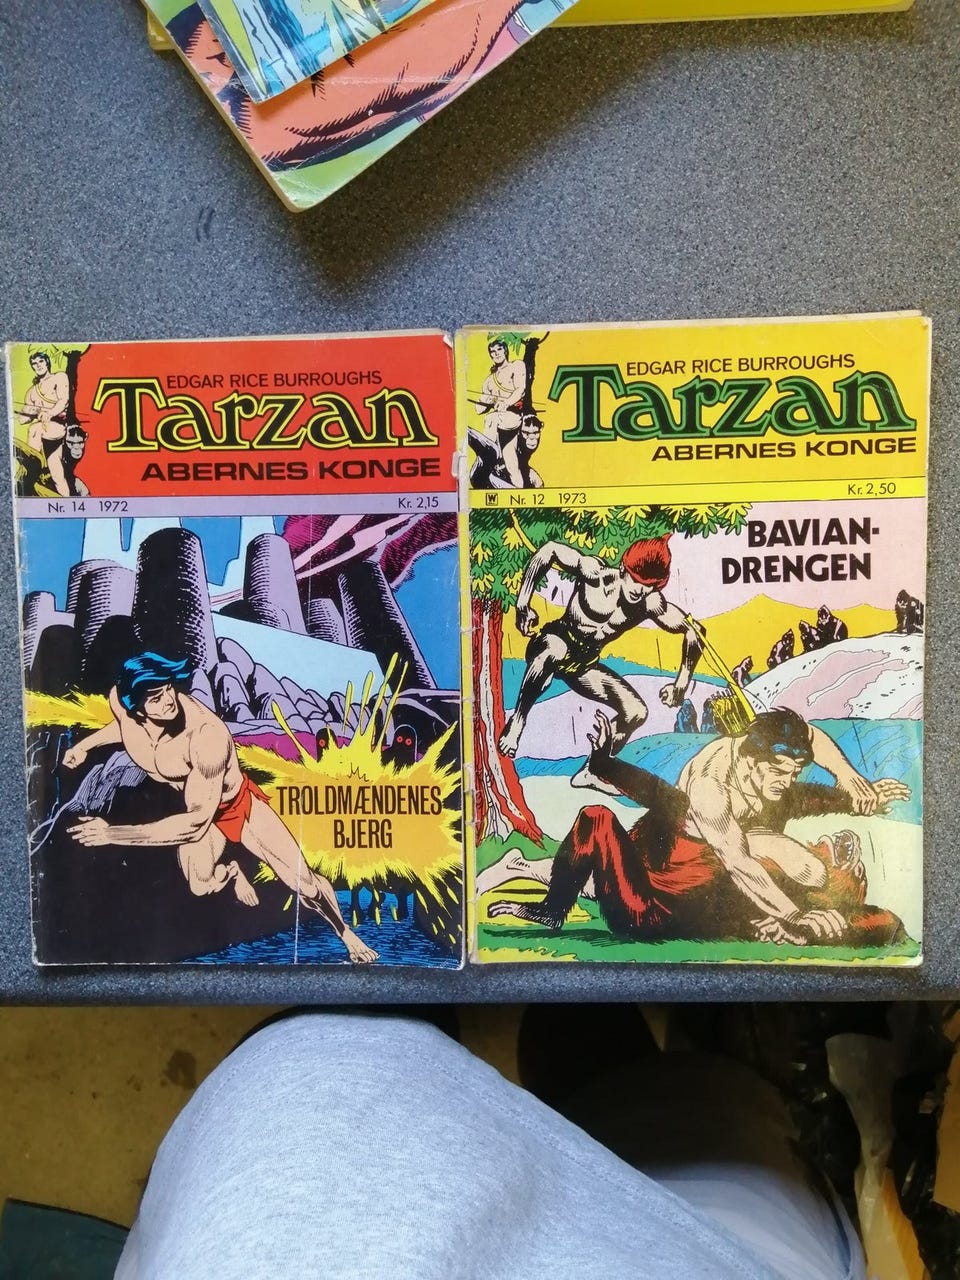 EDGAR RICE BURROUGHS
Tarzan
ABERNES KONGE
Nr. 14 1972 Kr. 2,15
TROLDMÆNDENES
BJERG
EDGAR RICE BURROUGHS
Tarzan
ABERNES KONGE
W Nr. 12 1973 Kr. 2,50
BAVIAN-
DRENGEN